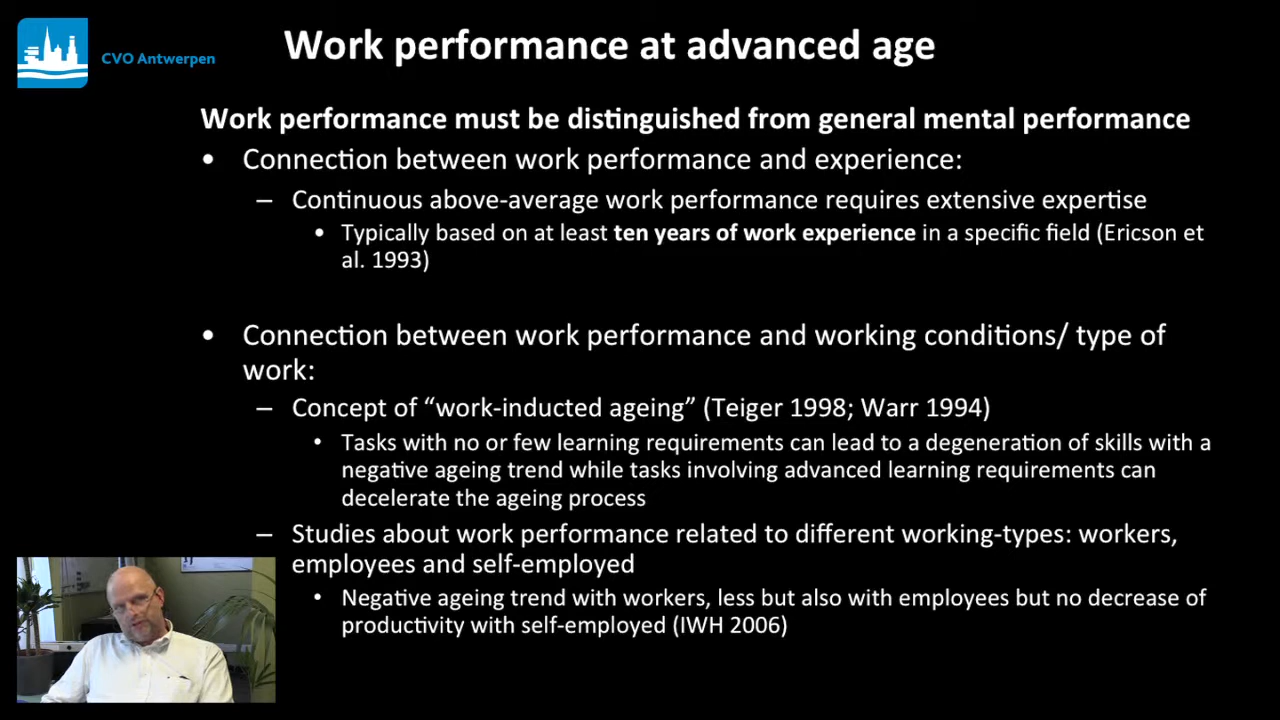 CVO Antwerpen
Work performance at advanced age
Work performance must be distinguished from general mental performance
• Connection between work performance and experience:
– Continuous above-average work performance requires extensive expertise
• Typically based on at least ten years of work experience in a specific field (Ericson et
al. 1993)
• Connection between work performance and working conditions/ type of
work:
– Concept of “work-inducted ageing” (Teiger 1998; Warr 1994)
• Tasks with no or few learning requirements can lead to a degeneration of skills with a
negative ageing trend while tasks involving advanced learning requirements can
decelerate the ageing process
– Studies about work performance related to different working-types: workers,
employees and self-employed
• Negative ageing trend with workers, less but also with employees but no decrease of
productivity with self-employed (IWH 2006)